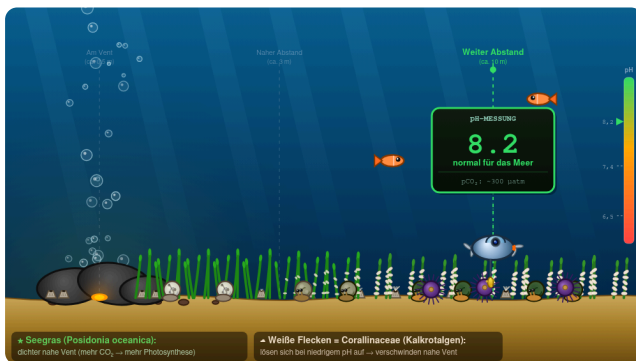 Am Vent
Naher Abstand
Weiter Abstand
(ca. 10 m)
pH
pH-MESSUNG
8.2
normal für das Meer
pCO₂: ~300 µatm
8,2
7,4
6,5
★ Seegras (Posidonia oceanica):
dichter nahe Vent (mehr CO₂ → mehr Photosynthese)
Weiße Flecken = Corallinaceae (Kalkrotalgen):
lösen sich bei niedrigem pH auf → verschwinden nahe Vent